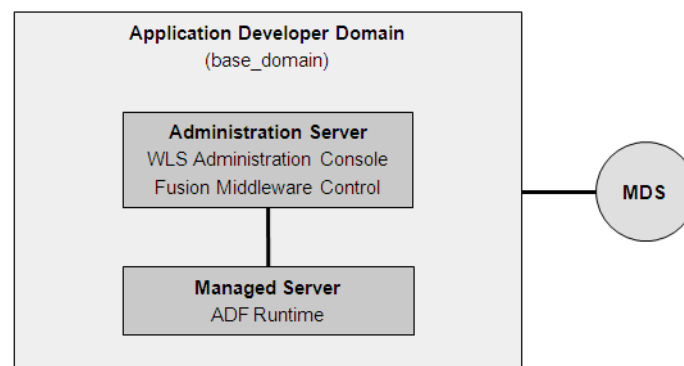 Application Developer Domain
(base_domain)
Administration Server
WLS Administration Console
Fusion Middleware Control
MDS
Managed Server
ADF Runtime